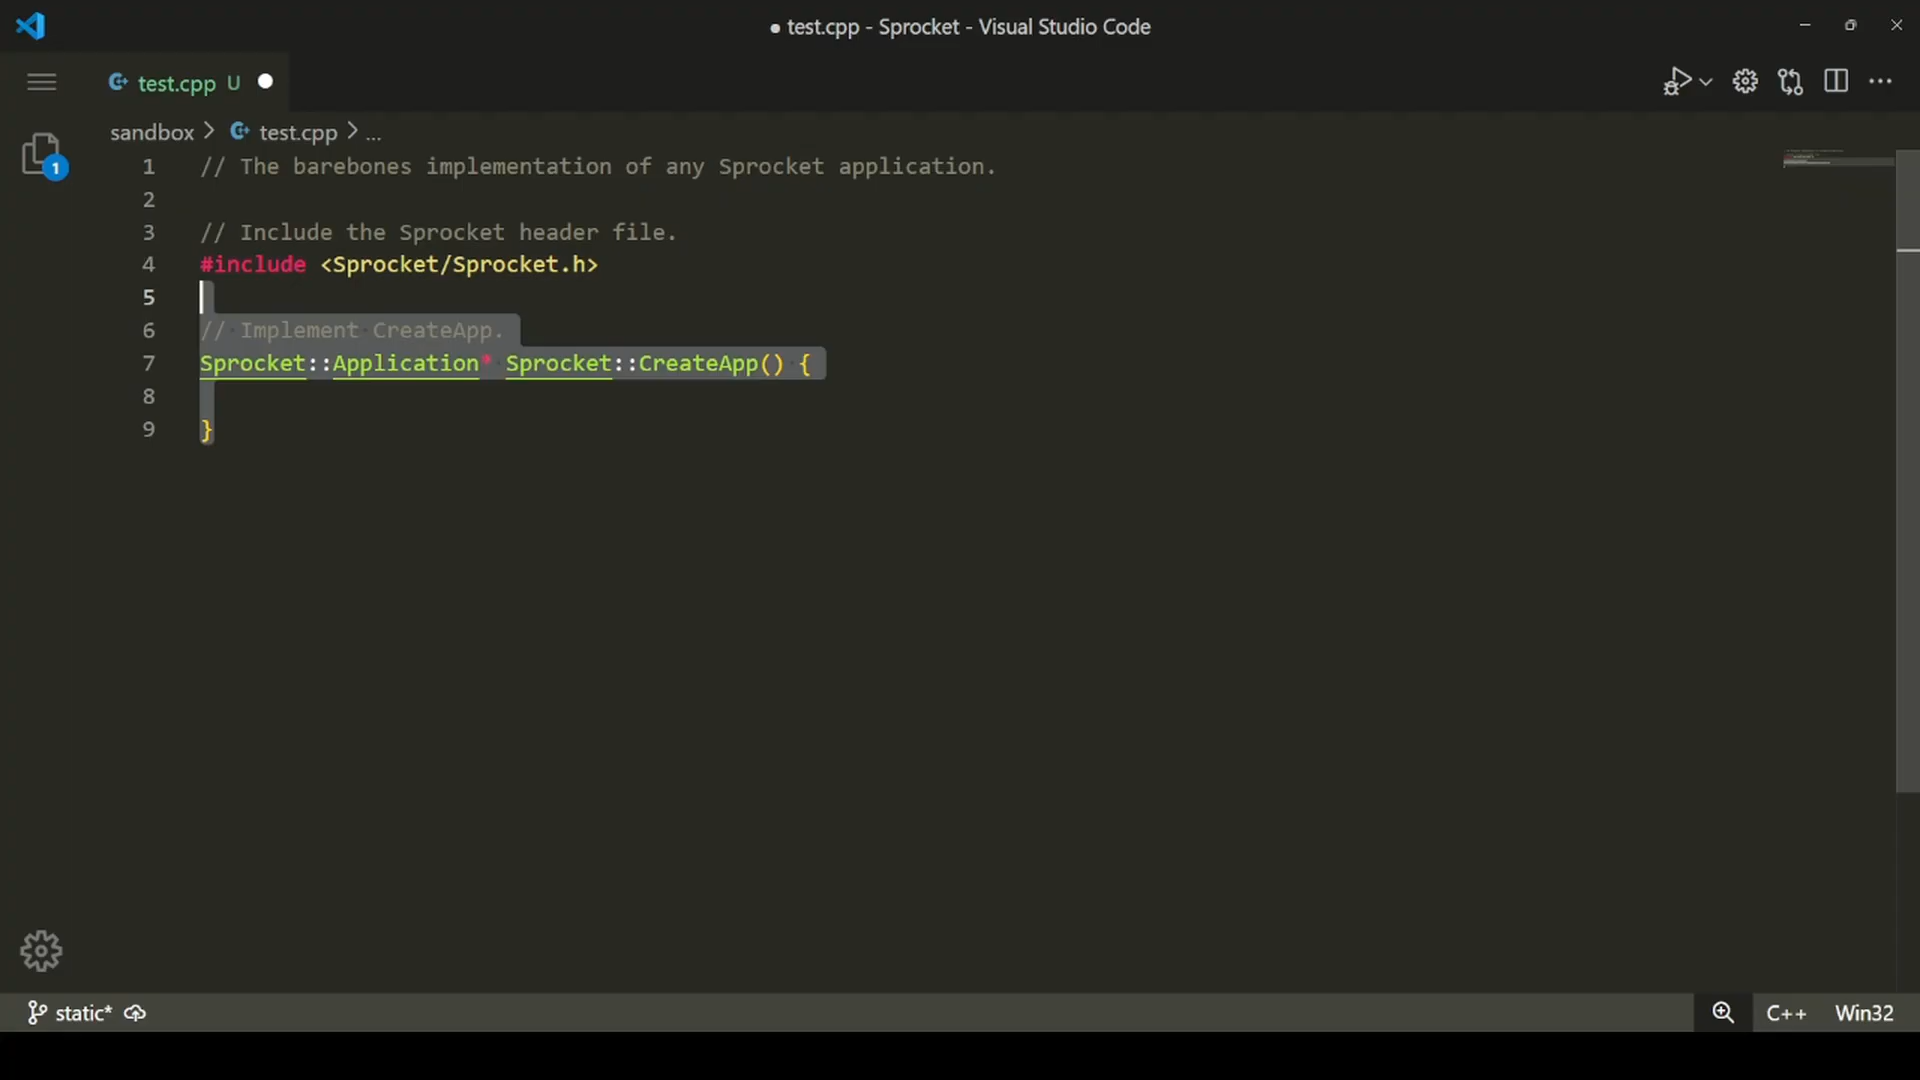 ● test.cpp - Sprocket - Visual Studio Code
test.cpp U
sandbox > test.cpp > ...
1
1 // The barebones implementation of any Sprocket application.
2
3 // Include the Sprocket header file.
4 #include <Sprocket/Sprocket.h>
5
6 // Implement CreateApp.
7 Sprocket::Application* Sprocket::CreateApp() {
8
9 }
static*
C++ Win32